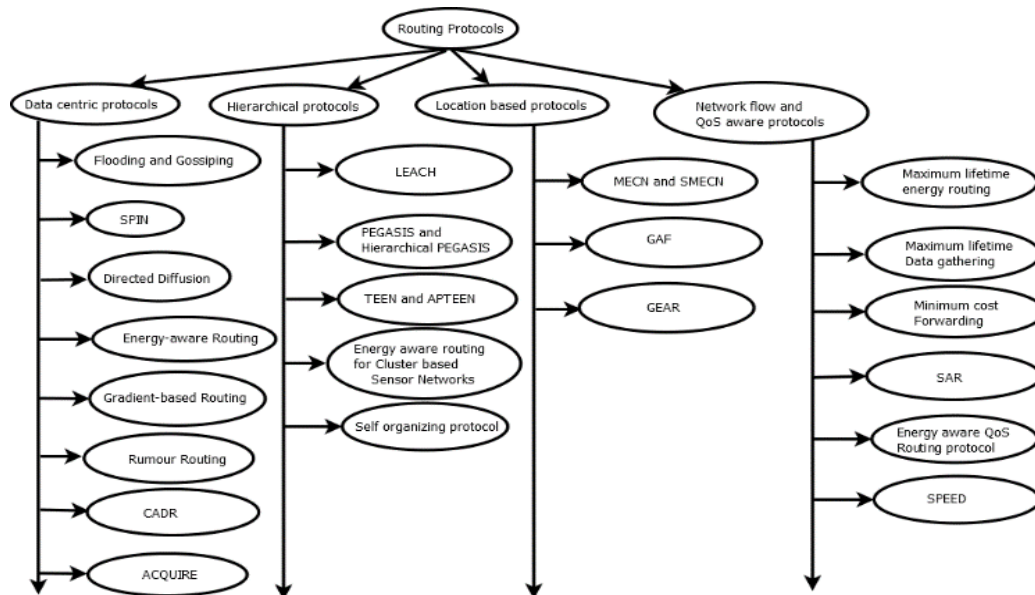 Routing Protocols
Data centric protocols
Hierarchical protocols
Location based protocols
Network flow and
QoS aware protocols
Flooding and Gossiping
SPIN
Directed Diffusion
Energy-aware Routing
Gradient-based Routing
Rumour Routing
CADR
ACQUIRE
LEACH
PEGASIS and
Hierarchical PEGASIS
TEEN and APTEEN
Energy aware routing
for Cluster based
Sensor Networks
Self organizing protocol
MECN and SMECN
GAF
GEAR
Maximum lifetime
energy routing
Maximum lifetime
Data gathering
Minimum cost
Forwarding
SAR
Energy aware QoS
Routing protocol
SPEED